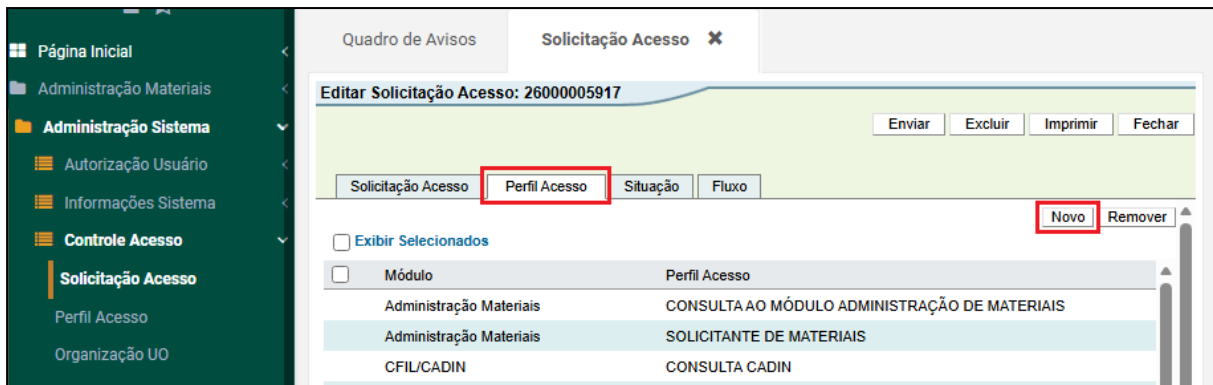 Página Inicial
Administração Materiais
Administração Sistema
Autorização Usuário
Informações Sistema
Controle Acesso
Solicitação Acesso
Perfil Acesso
Organização UO
Quadro de Avisos
Solicitação Acesso ✖
Editar Solicitação Acesso: 26000005917
Enviar Excluir Imprimir Fechar
Solicitação Acesso Perfil Acesso Situação Fluxo
Novo Remover
Exibir Selecionados
Módulo Perfil Acesso
Administração Materiais CONSULTA AO MÓDULO ADMINISTRAÇÃO DE MATERIAIS
Administração Materiais SOLICITANTE DE MATERIAIS
CFIL/CADIN CONSULTA CADIN